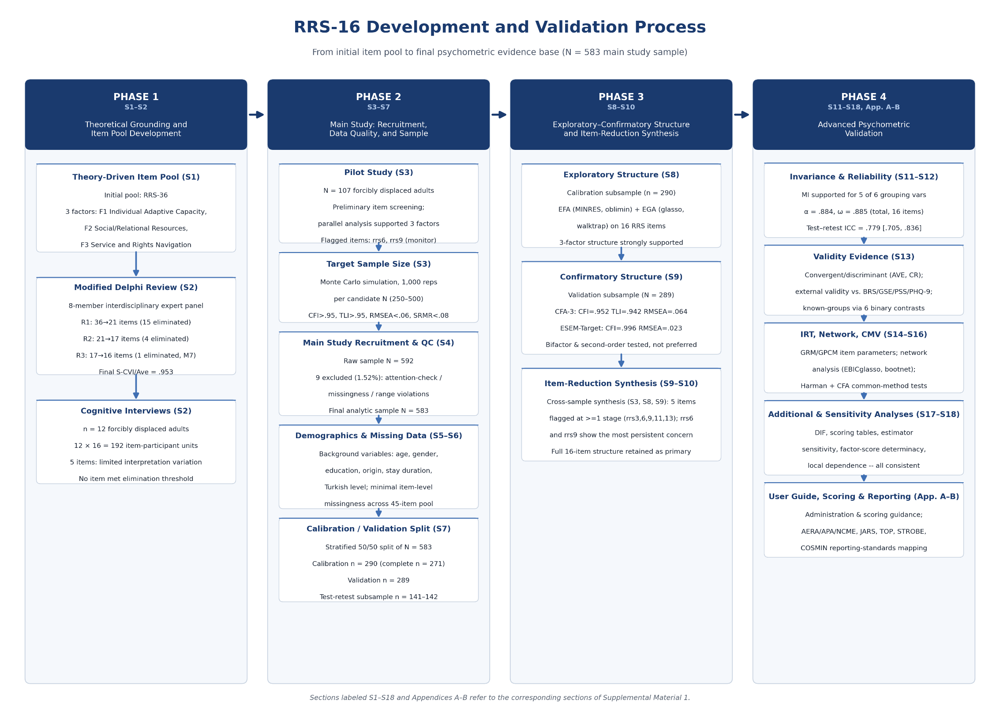 RRS-16 Development and Validation Process
From initial item pool to final psychometric evidence base (N = 583 main study sample)
PHASE 1
S1–S2
Theoretical Grounding and
Item Pool Development
Theory-Driven Item Pool (S1)
Initial pool: RRS-36
3 factors: F1 Individual Adaptive Capacity,
F2 Social/Relational Resources,
F3 Service and Rights Navigation
Modified Delphi Review (S2)
8-member interdisciplinary expert panel
R1: 36→21 items (15 eliminated)
R2: 21→17 items (4 eliminated)
R3: 17→16 items (1 eliminated, M7)
Final S-CVI/Ave = .953
Cognitive Interviews (S2)
n = 12 forcibly displaced adults
12 × 16 = 192 item-participant units
5 items: limited interpretation variation
No item met elimination threshold
PHASE 2
S3–S7
Main Study: Recruitment,
Data Quality, and Sample
Pilot Study (S3)
N = 107 forcibly displaced adults
Preliminary item screening;
parallel analysis supported 3 factors
Flagged items: rrs6, rrs9 (monitor)
Target Sample Size (S3)
Monte Carlo simulation, 1,000 reps
per candidate N (250–500)
CFI>.95, TLI>.95, RMSEA<.06, SRMR<.08
Main Study Recruitment & QC (S4)
Raw sample N = 592
9 excluded (1.52%): attention-check /
missingness / range violations
Final analytic sample N = 583
Demographics & Missing Data (S5–S6)
Background variables: age, gender,
education, origin, stay duration,
Turkish level; minimal item-level
missingness across 45-item pool
Calibration / Validation Split (S7)
Stratified 50/50 split of N = 583
Calibration n = 290 (complete n = 271)
Validation n = 289
Test-retest subsample n = 141–142
PHASE 3
S8–S10
Exploratory–Confirmatory Structure
and Item-Reduction Synthesis
Exploratory Structure (S8)
Calibration subsample (n = 290)
EFA (MINRES, oblimin) + EGA (glasso,
walktrap) on 16 RRS items
3-factor structure strongly supported
Confirmatory Structure (S9)
Validation subsample (N = 289)
CFA-3: CFI=.952 TLI=.942 RMSEA=.064
ESEM-Target: CFI=.996 RMSEA=.023
Bifactor & second-order tested, not preferred
Item-Reduction Synthesis (S9–S10)
Cross-sample synthesis (S3, S8, S9): 5 items
flagged at >=1 stage (rrs3,6,9,11,13); rrs6
and rrs9 show the most persistent concern
Full 16-item structure retained as primary
PHASE 4
S11–S18, App. A–B
Advanced Psychometric
Validation
Invariance & Reliability (S11–S12)
MI supported for 5 of 6 grouping vars
α = .884, ω = .885 (total, 16 items)
Test–retest ICC = .779 [.705, .836]
Validity Evidence (S13)
Convergent/discriminant (AVE, CR);
external validity vs. BRS/GSE/PSS/PHQ-9;
known-groups via 6 binary contrasts
IRT, Network, CMV (S14–S16)
GRM/GPCM item parameters; network
analysis (EBICglasso, bootnet);
Harman + CFA common-method tests
Additional & Sensitivity Analyses (S17–S18)
DIF, scoring tables, estimator
sensitivity, factor-score determinacy,
local dependence -- all consistent
User Guide, Scoring & Reporting (App. A–B)
Administration & scoring guidance;
AERA/APA/NCME, JARS, TOP, STROBE,
COSMIN reporting-standards mapping
Sections labeled S1–S18 and Appendices A–B refer to the corresponding sections of Supplemental Material 1.